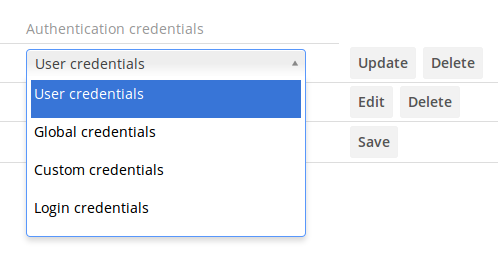 Authentication credentials
User credentials
Update Delete
User credentials
Edit Delete
Global credentials
Save
Custom credentials
Login credentials